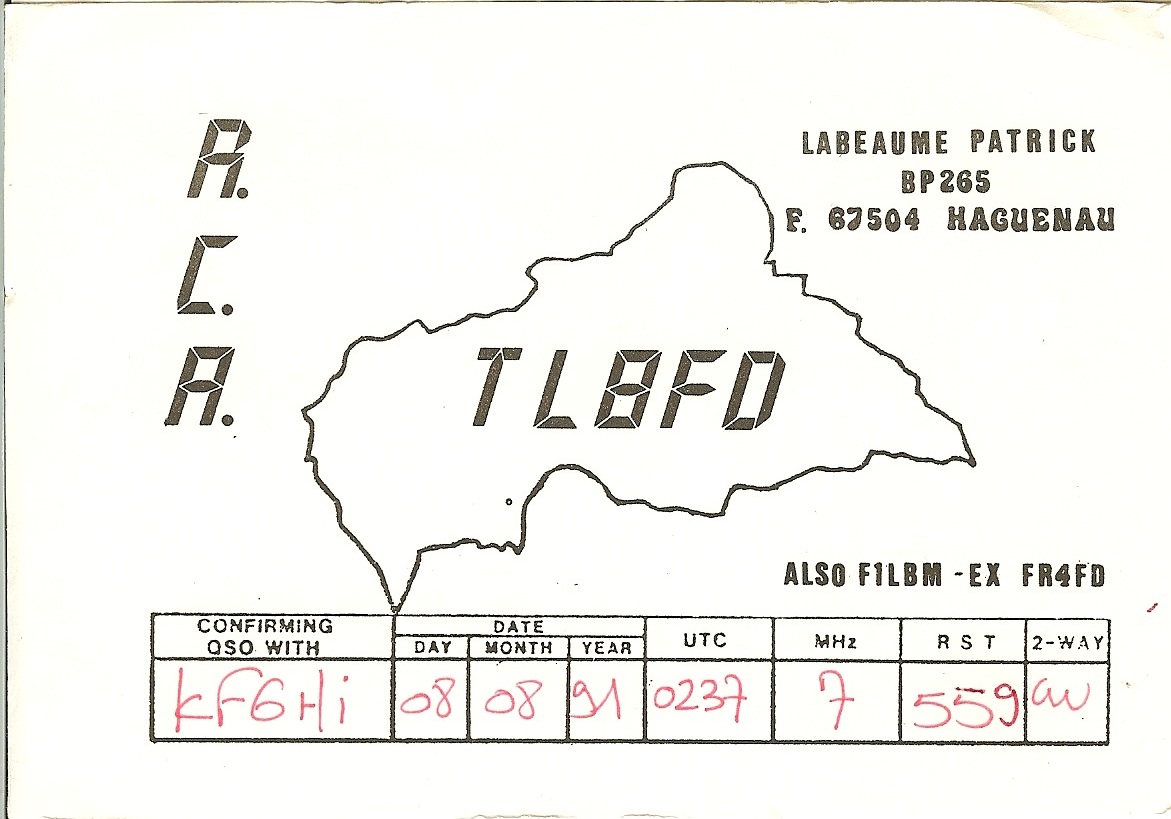 R.
C.
A.
LABEAUME PATRICK
BP265
F. 67504 HAGUENAU
TL8FD
ALSO F1LBM - EX FR4FD
CONFIRMING QSO WITH
DATE
DAY MONTH YEAR
UTC MHz RST 2-WAY
KF6Hi 08 08 91 0237 7 559 CW